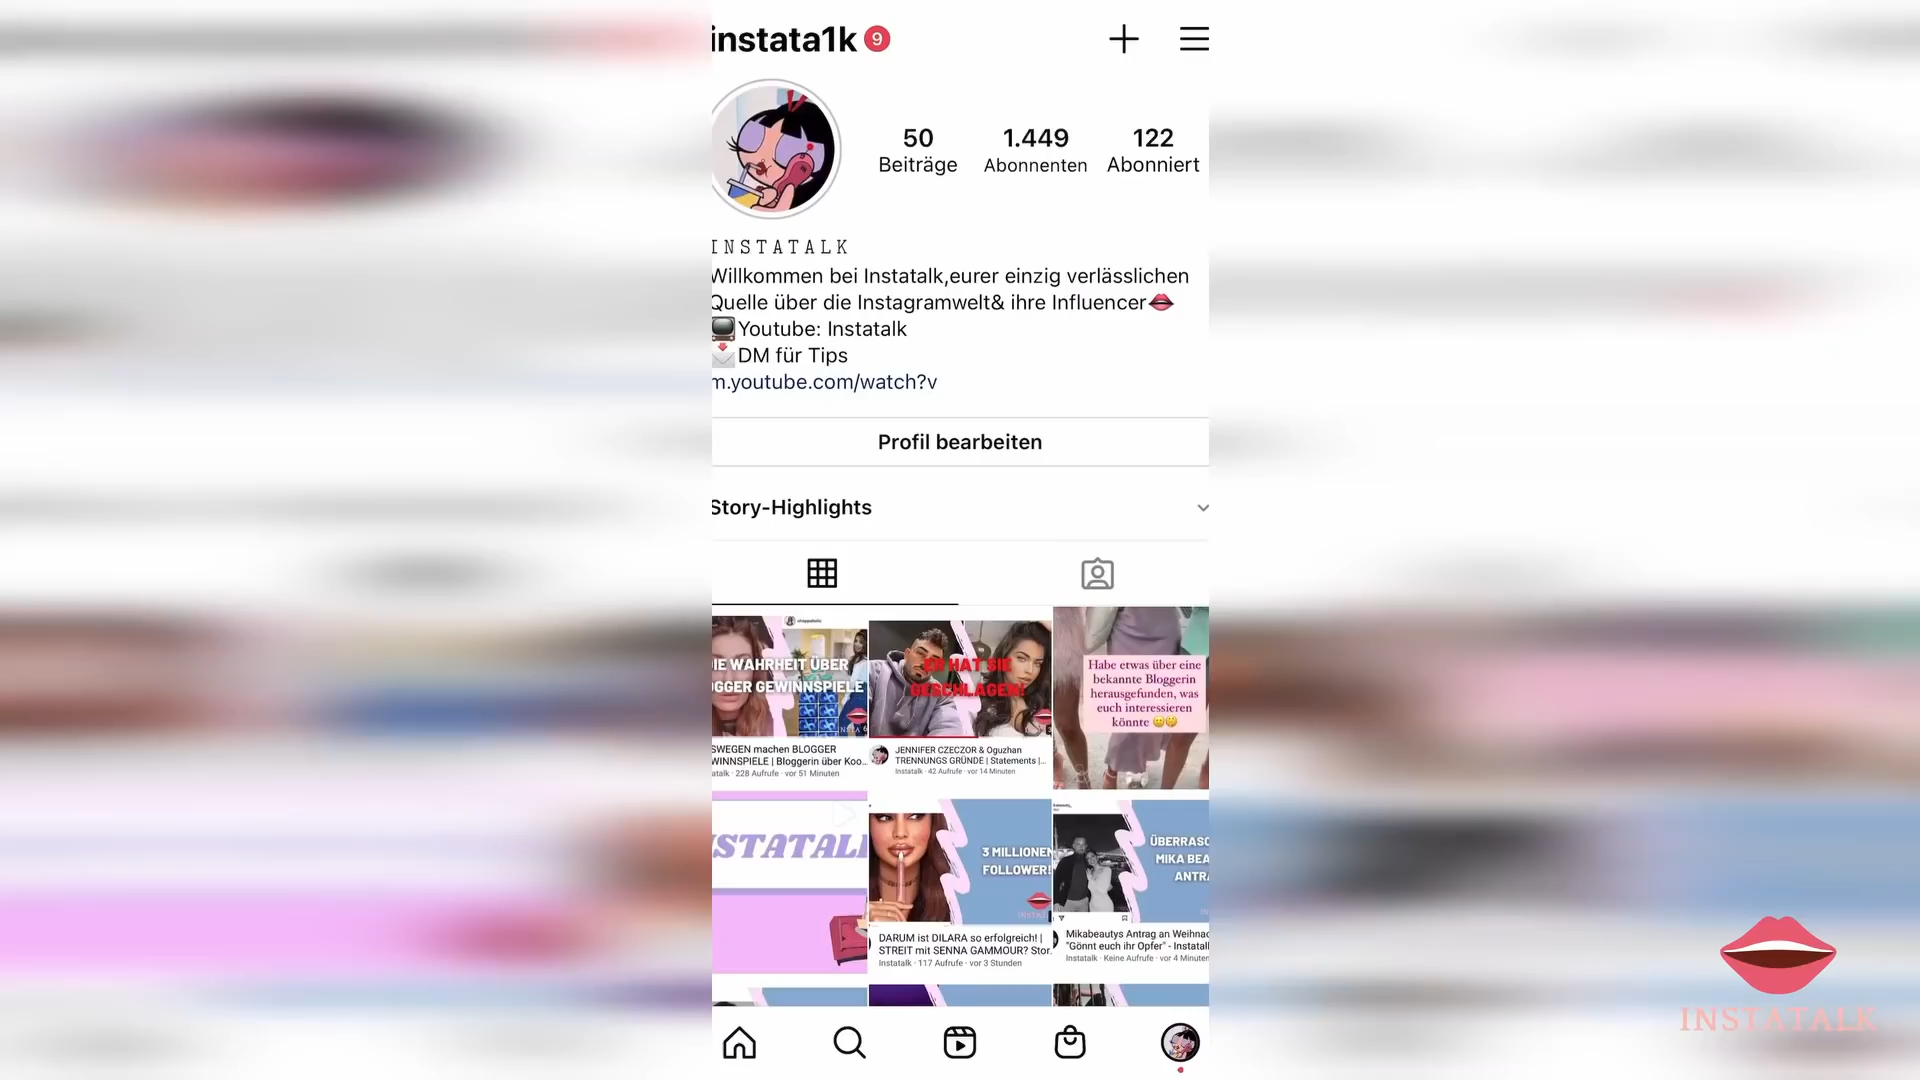 instata1k 9
50 1.449 122
Beiträge Abonnenten Abonniert
INSTATALK
Willkommen bei Instatalk,eurer einzig verlässlichen
Quelle über die Instagramwelt& ihre Influencer👄
📺Youtube: Instatalk
📩DM für Tips
m.youtube.com/watch?v
Profil bearbeiten
Story-Highlights
IE WAHRHEIT ÜBER
GGER GEWINNSPIELE
SWEGEN machen BLOGGER
WINNSPIELE | Bloggerin über Koo...
atalk · 228 Aufrufe · vor 51 Minuten
ER HAT SIE
GESCHLAGEN!
JENNIFER CZECZOR & Oguzhan
TRENNUNGS GRÜNDE | Statements |...
Instatalk · 42 Aufrufe · vor 14 Minuten
Habe etwas über eine
bekannte Bloggerin
herausgefunden, was
euch interessieren
könnte 😐🤭
STATAL
3 MILLIONEN
FOLLOWER!
DARUM ist DILARA so erfolgreich! |
STREIT mit SENNA GAMMOUR? Stor.
Instatalk · 117 Aufrufe · vor 3 Stunden
ÜBERRASC
MIKA BEA
ANTR
Mikabeautys Antrag an Weihna
"Gönnt euch ihr Opfer" - Instatall
Instatalk · Keine Aufrufe · vor 4 Minuten
INSTATALK